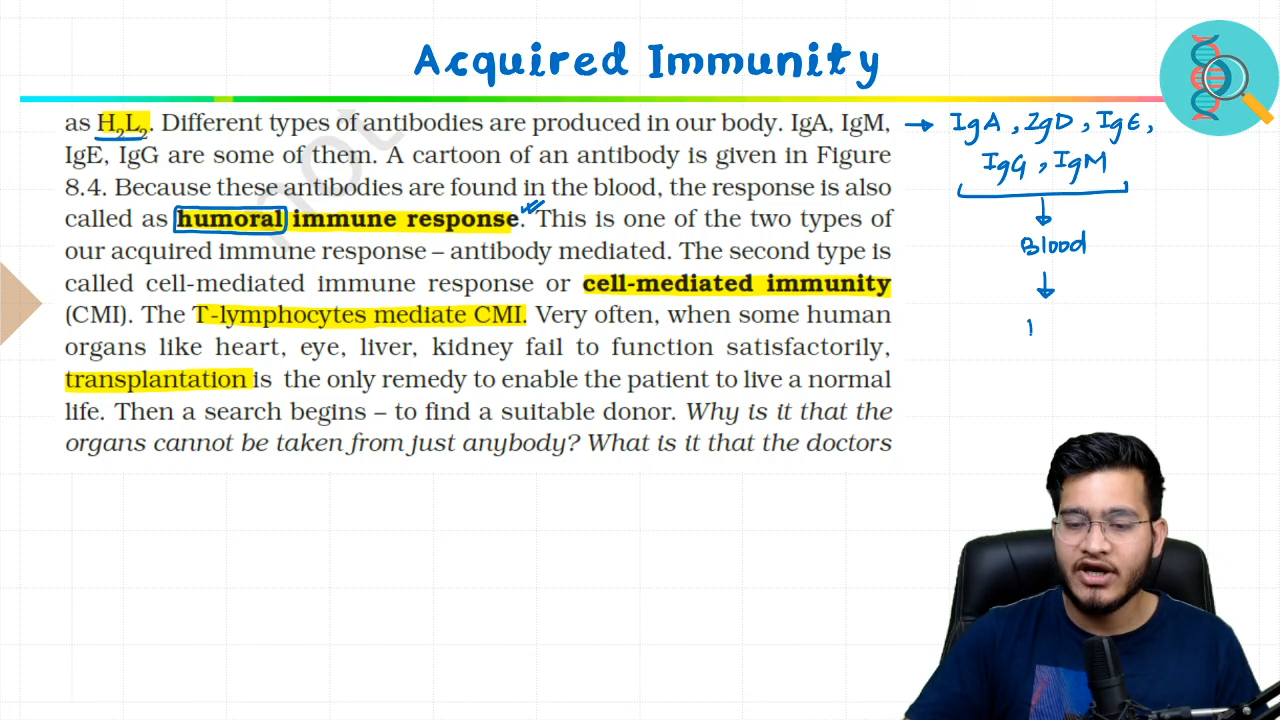 Acquired Immunity
as H₂L₂. Different types of antibodies are produced in our body. IgA, IgM,
IgE, IgG are some of them. A cartoon of an antibody is given in Figure
8.4. Because these antibodies are found in the blood, the response is also
called as humoral immune response. This is one of the two types of
our acquired immune response – antibody mediated. The second type is
called cell-mediated immune response or cell-mediated immunity
(CMI). The T-lymphocytes mediate CMI. Very often, when some human
organs like heart, eye, liver, kidney fail to function satisfactorily,
transplantation is the only remedy to enable the patient to live a normal
life. Then a search begins – to find a suitable donor. Why is it that the
organs cannot be taken from just anybody? What is it that the doctors
→ IgA, IgD, IgE,
IgG, IgM
Blood
not